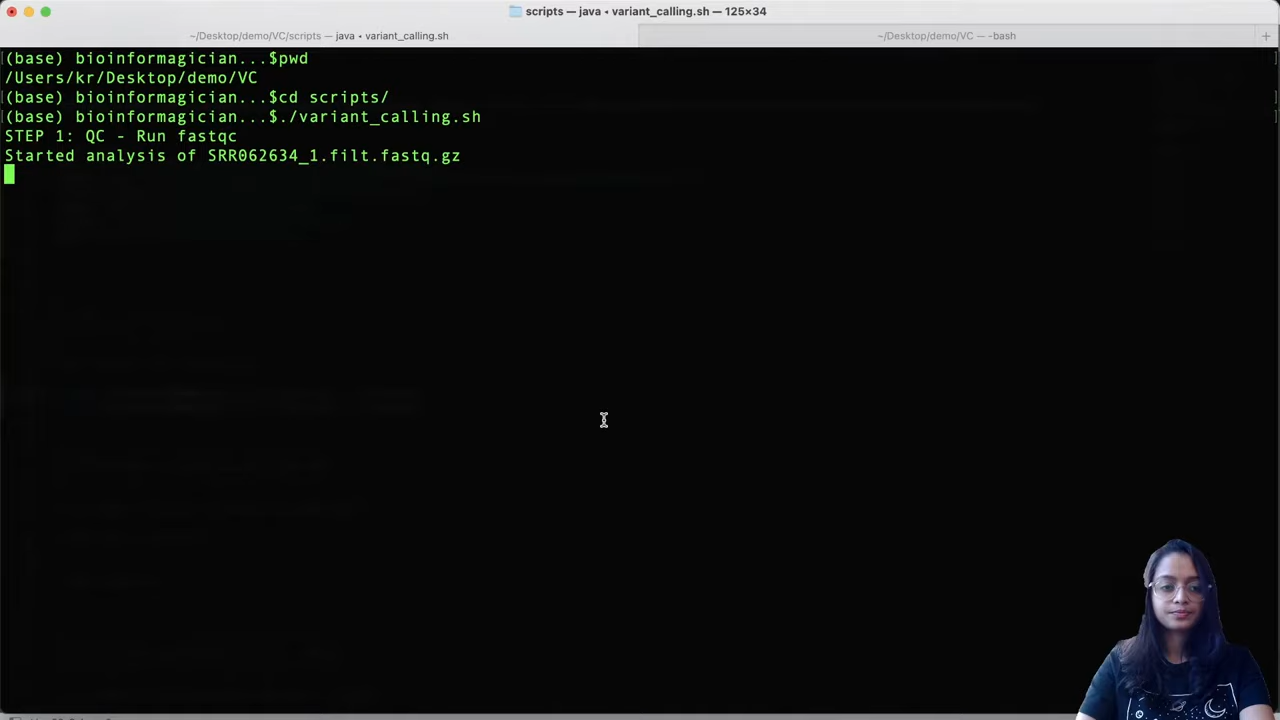 scripts — java ◂ variant_calling.sh — 125×34
~/Desktop/demo/VC/scripts — java ◂ variant_calling.sh
~/Desktop/demo/VC — -bash
(base) bioinformagician...$pwd
/Users/kr/Desktop/demo/VC
(base) bioinformagician...$cd scripts/
(base) bioinformagician...$./variant_calling.sh
STEP 1: QC - Run fastqc
Started analysis of SRR062634_1.filt.fastq.gz